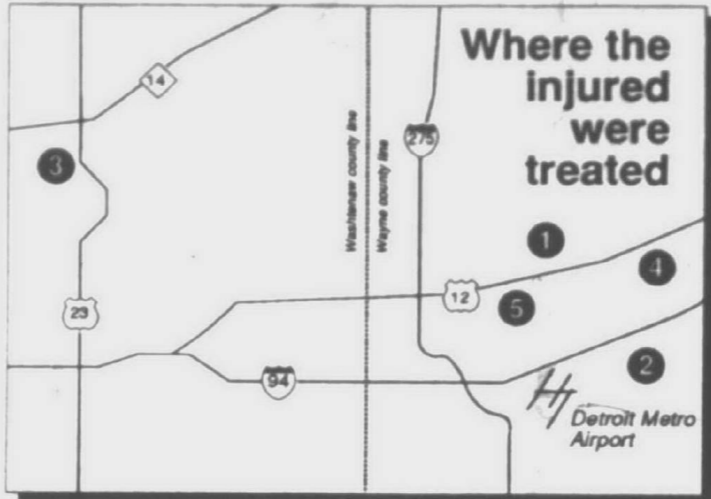 Where the
injured
were
treated
14
275
3
Washtenaw county line
Wayne county line
1
4
23
12
5
94
2
Detroit Metro
Airport